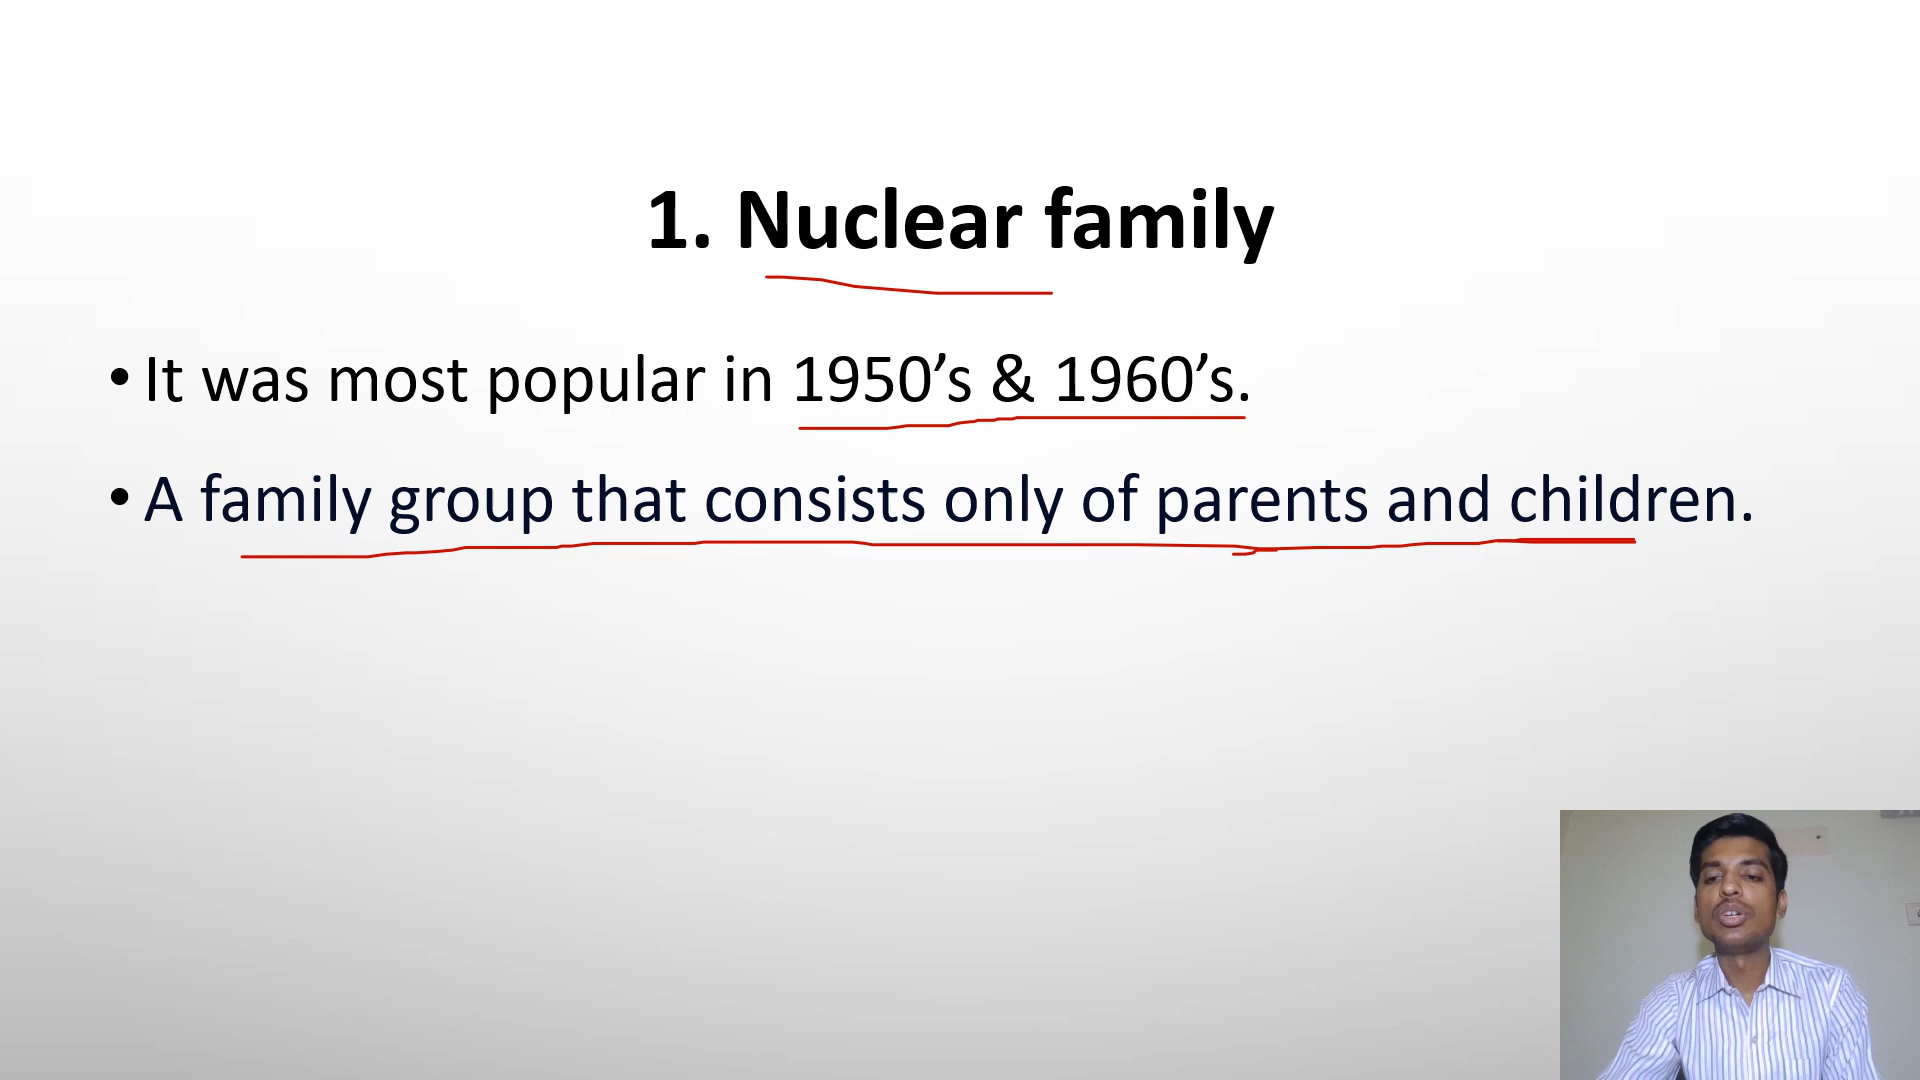 1. Nuclear family
• It was most popular in 1950’s & 1960’s.
• A family group that consists only of parents and children.